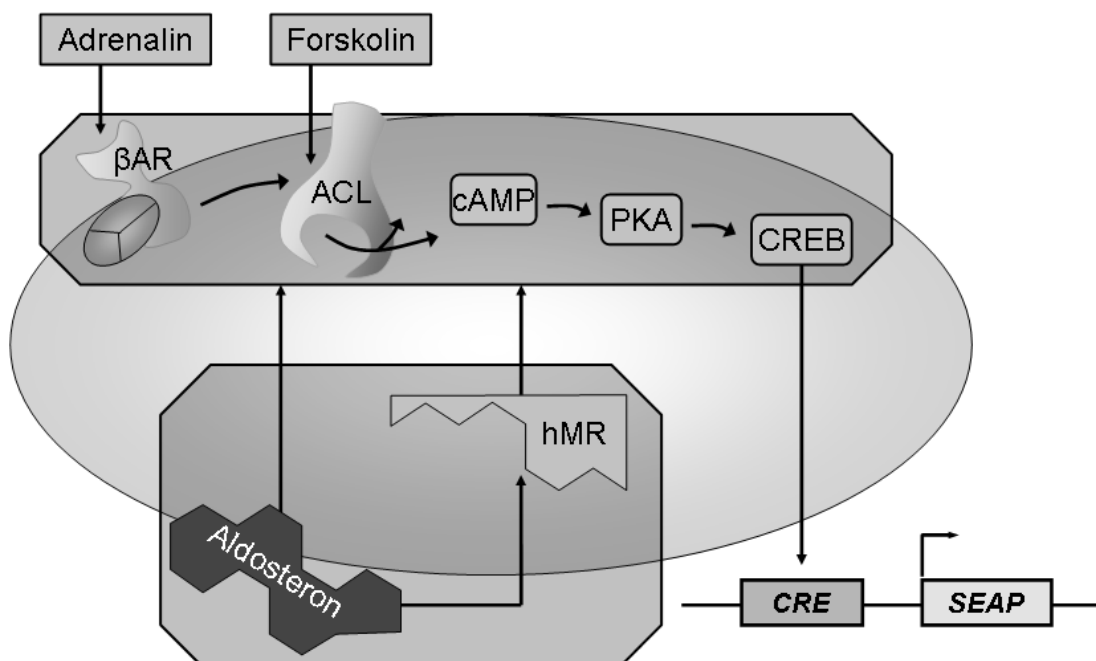 Adrenalin
Forskolin
βAR
ACL
cAMP
PKA
CREB
hMR
Aldosteron
CRE
SEAP